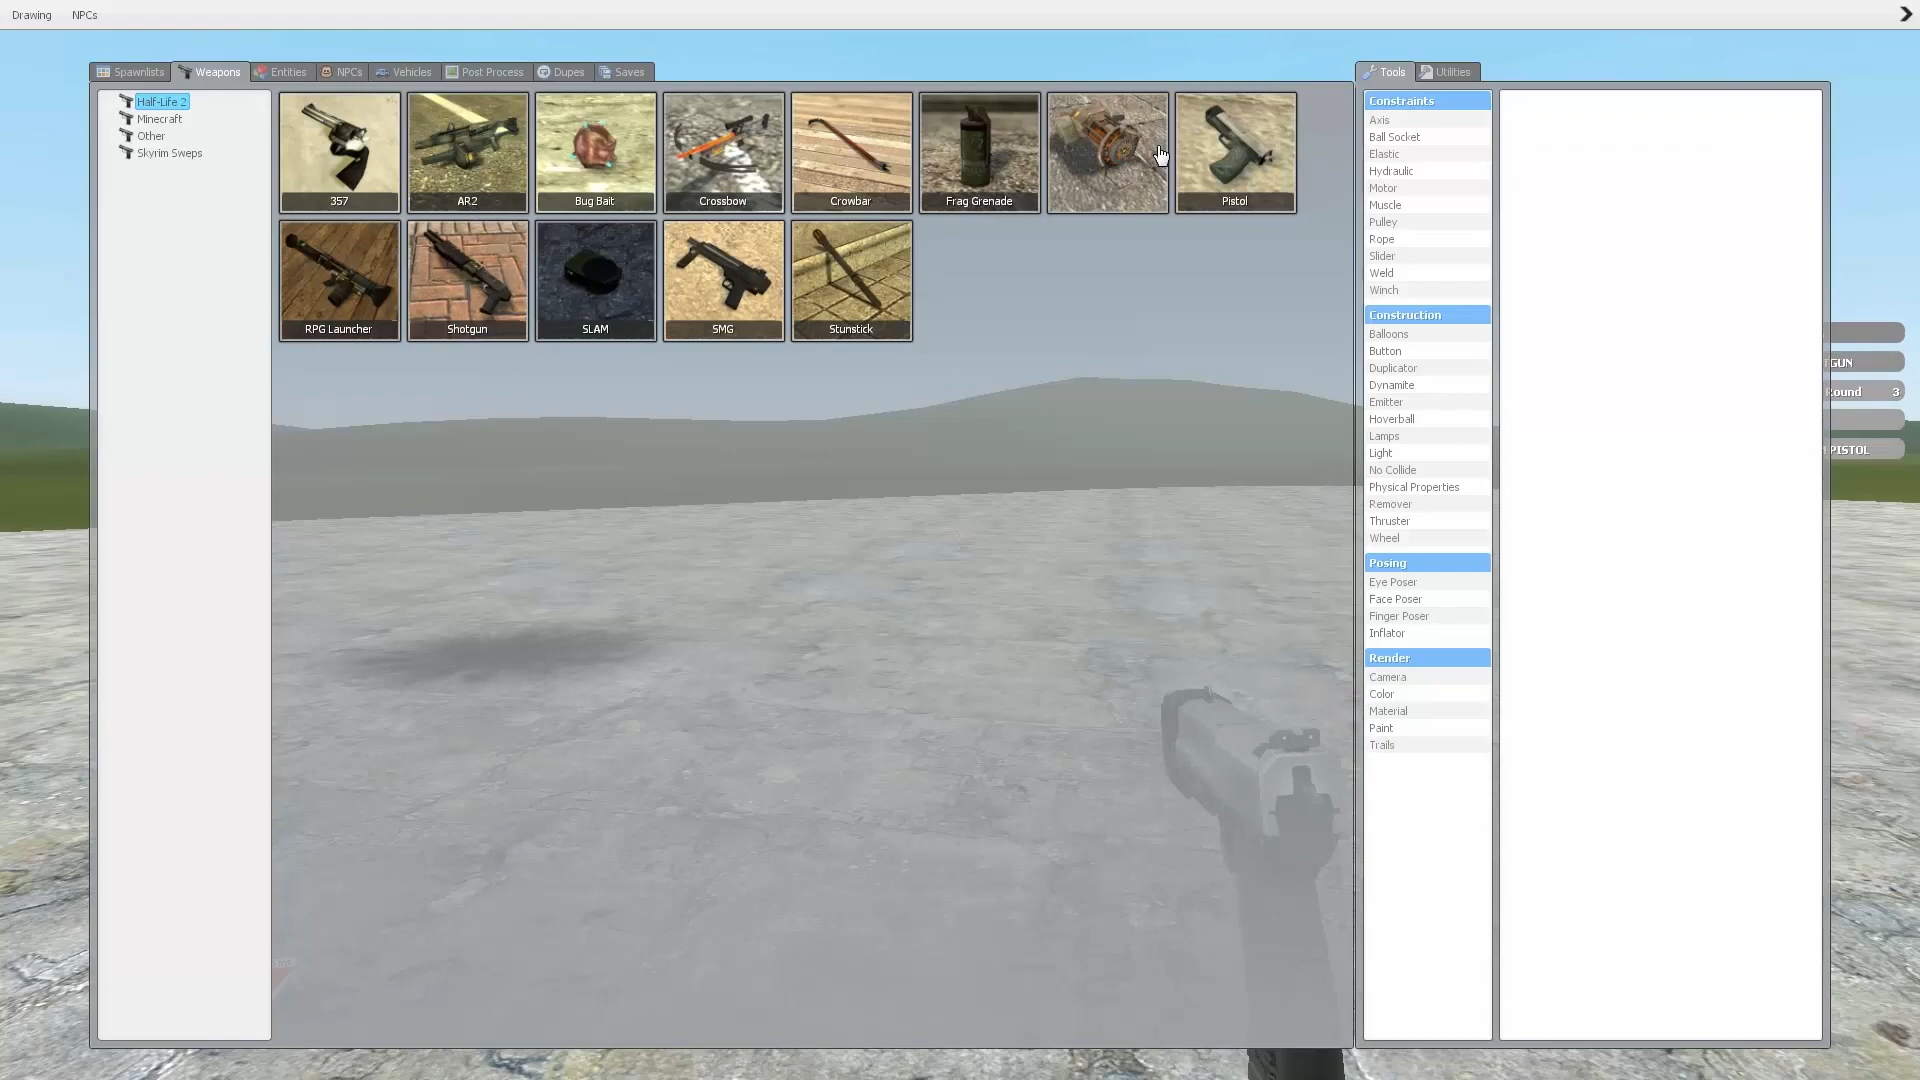 Drawing NPCs
Spawnlists Weapons Entities NPCs Vehicles Post Process Dupes Saves
Tools Utilities
Half-Life 2
Minecraft
Other
Skyrim Sweps
357 AR2 Bug Bait Crossbow Crowbar Frag Grenade Pistol
RPG Launcher Shotgun SLAM SMG Stunstick
Constraints
Axis
Ball Socket
Elastic
Hydraulic
Motor
Muscle
Pulley
Rope
Slider
Weld
Winch
Construction
Balloons
Button
Duplicator
Dynamite
Emitter
Hoverball
Lamps
Light
No Collide
Physical Properties
Remover
Thruster
Wheel
Posing
Eye Poser
Face Poser
Finger Poser
Inflator
Render
Camera
Color
Material
Paint
Trails
TGUN
Round 3
PISTOL